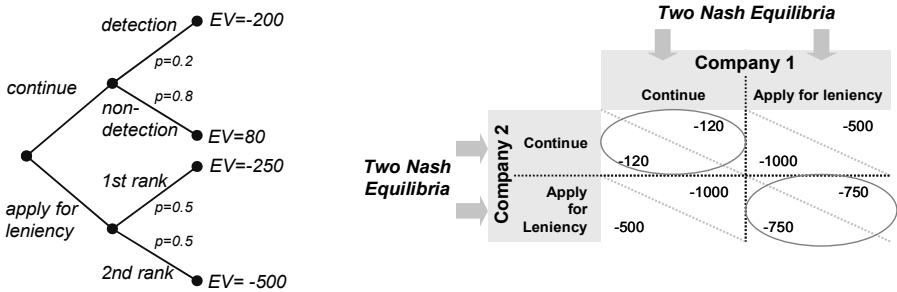 detection
EV=-200
p=0.2
continue
p=0.8
non-
detection
EV=80
EV=-250
1st rank
p=0.5
apply for
leniency
p=0.5
2nd rank
EV= -500
Two Nash Equilibria
Company 1
Continue
Apply for leniency
Two Nash
Equilibria
Company 2
Continue
-120
-120
-500
-1000
Apply
for
Leniency
-1000
-500
-750
-750